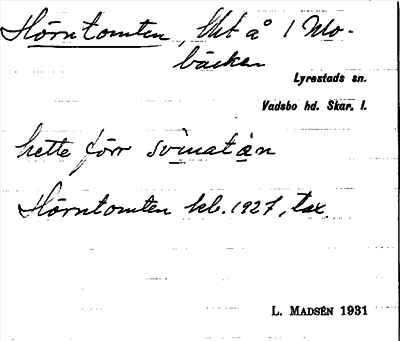 Hörntomten, lht å 1 Mo-
bäcken
Lyrestads sn.
Vadsbo hd. Skar. l.
hette förr svinatån
Hörntomten kb. 1927, tax
L. MADSÉN 1931